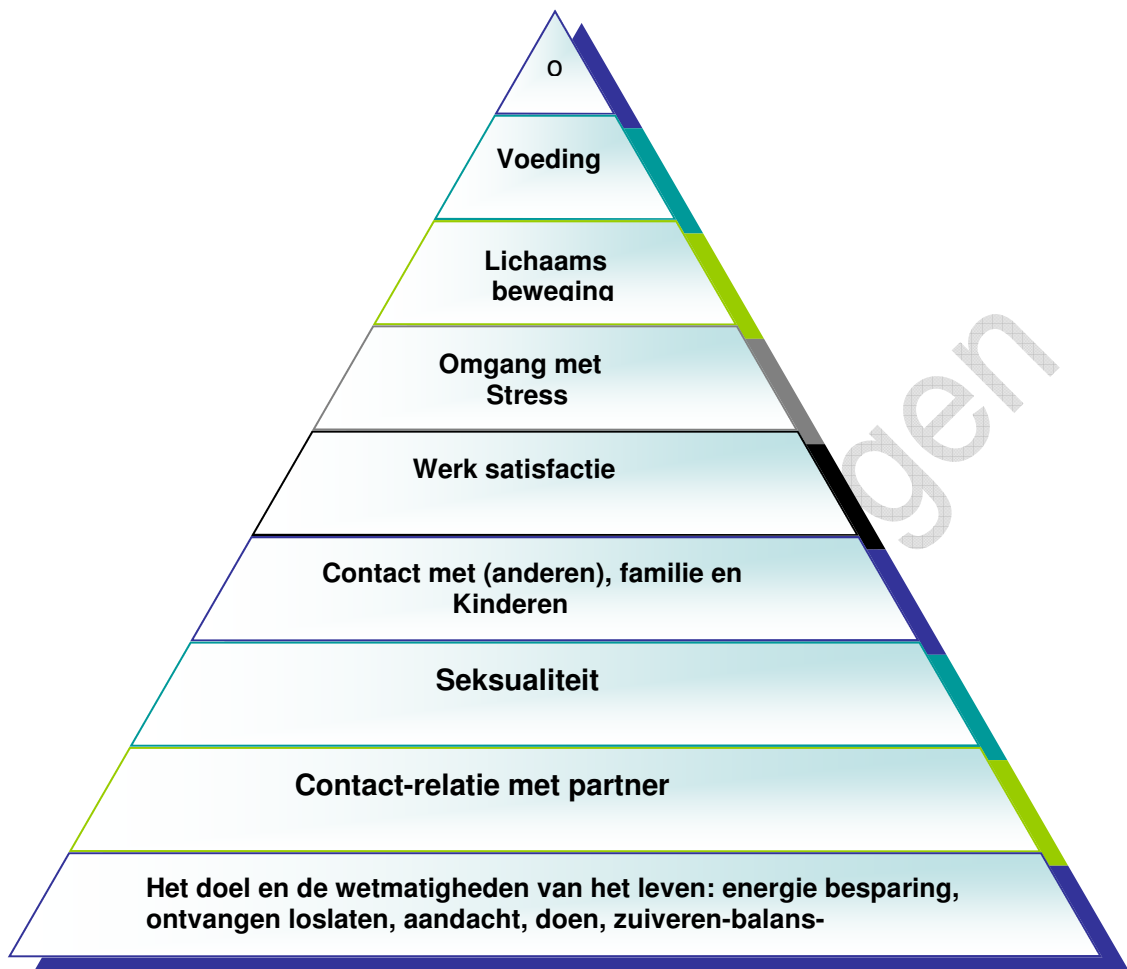 o
Voeding
Lichaams
beweging
Omgang met
Stress
Werk satisfactie
Contact met (anderen), familie en
Kinderen
Seksualiteit
Contact-relatie met partner
Het doel en de wetmatigheden van het leven: energie besparing,
ontvangen loslaten, aandacht, doen, zuiveren-balans-
gen